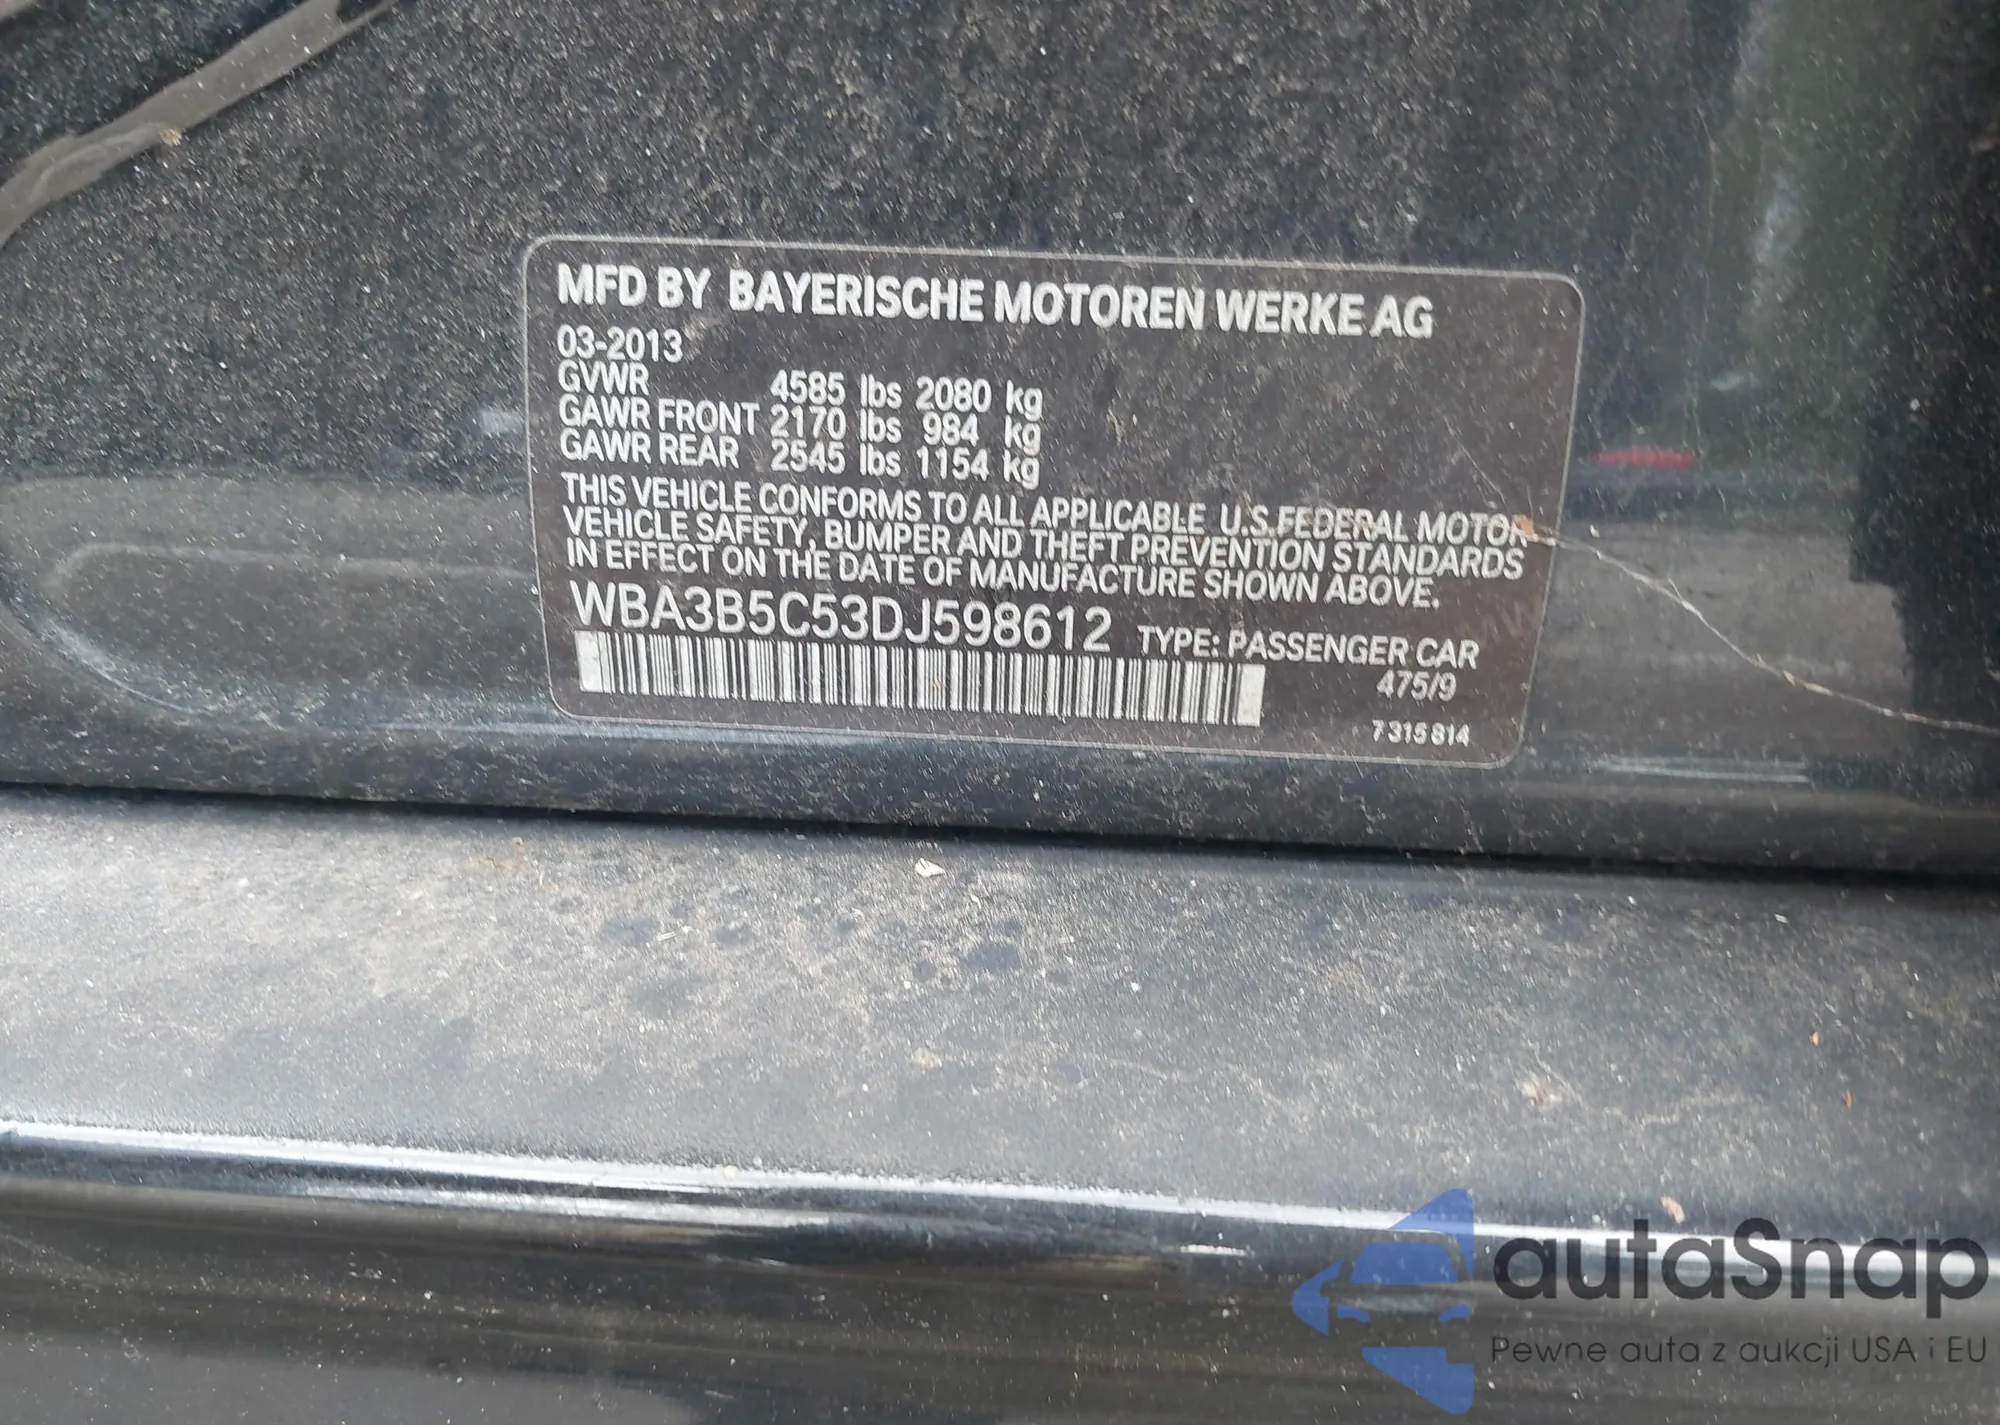 MFD BY BAYERISCHE MOTOREN WERKE AG
03-2013
GVWR 4585 lbs 2080 kg
GAWR FRONT 2170 lbs 984 kg
GAWR REAR 2545 lbs 1154 kg
THIS VEHICLE CONFORMS TO ALL APPLICABLE U.S.FEDERAL MOTOR
VEHICLE SAFETY, BUMPER AND THEFT PREVENTION STANDARDS
IN EFFECT ON THE DATE OF MANUFACTURE SHOWN ABOVE.
WBA3B5C53DJ598612 TYPE: PASSENGER CAR
475/9
7 315 814
autaSnap
Pewne auta z aukcji USA i EU